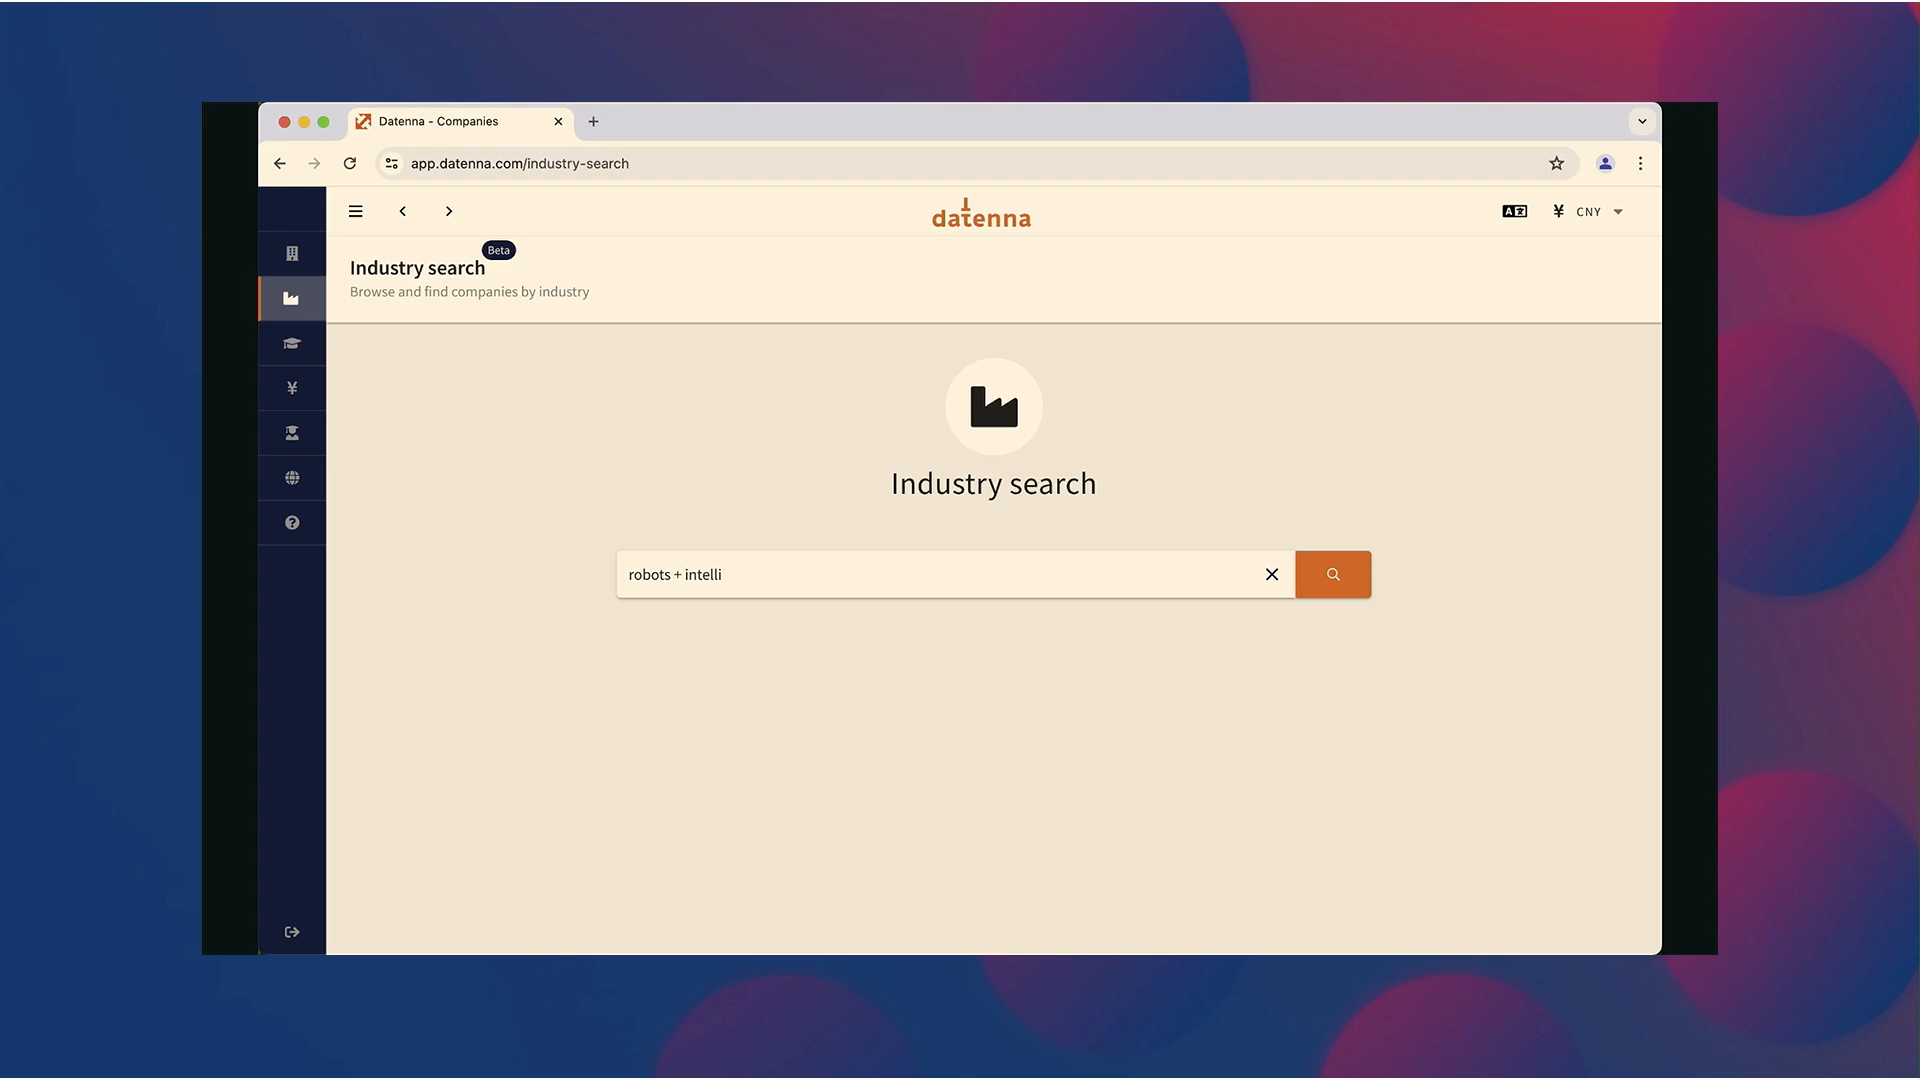 Datenna - Companies
app.datenna.com/industry-search
datenna
¥ CNY
Industry search
Beta
Browse and find companies by industry
Industry search
robots + intelli